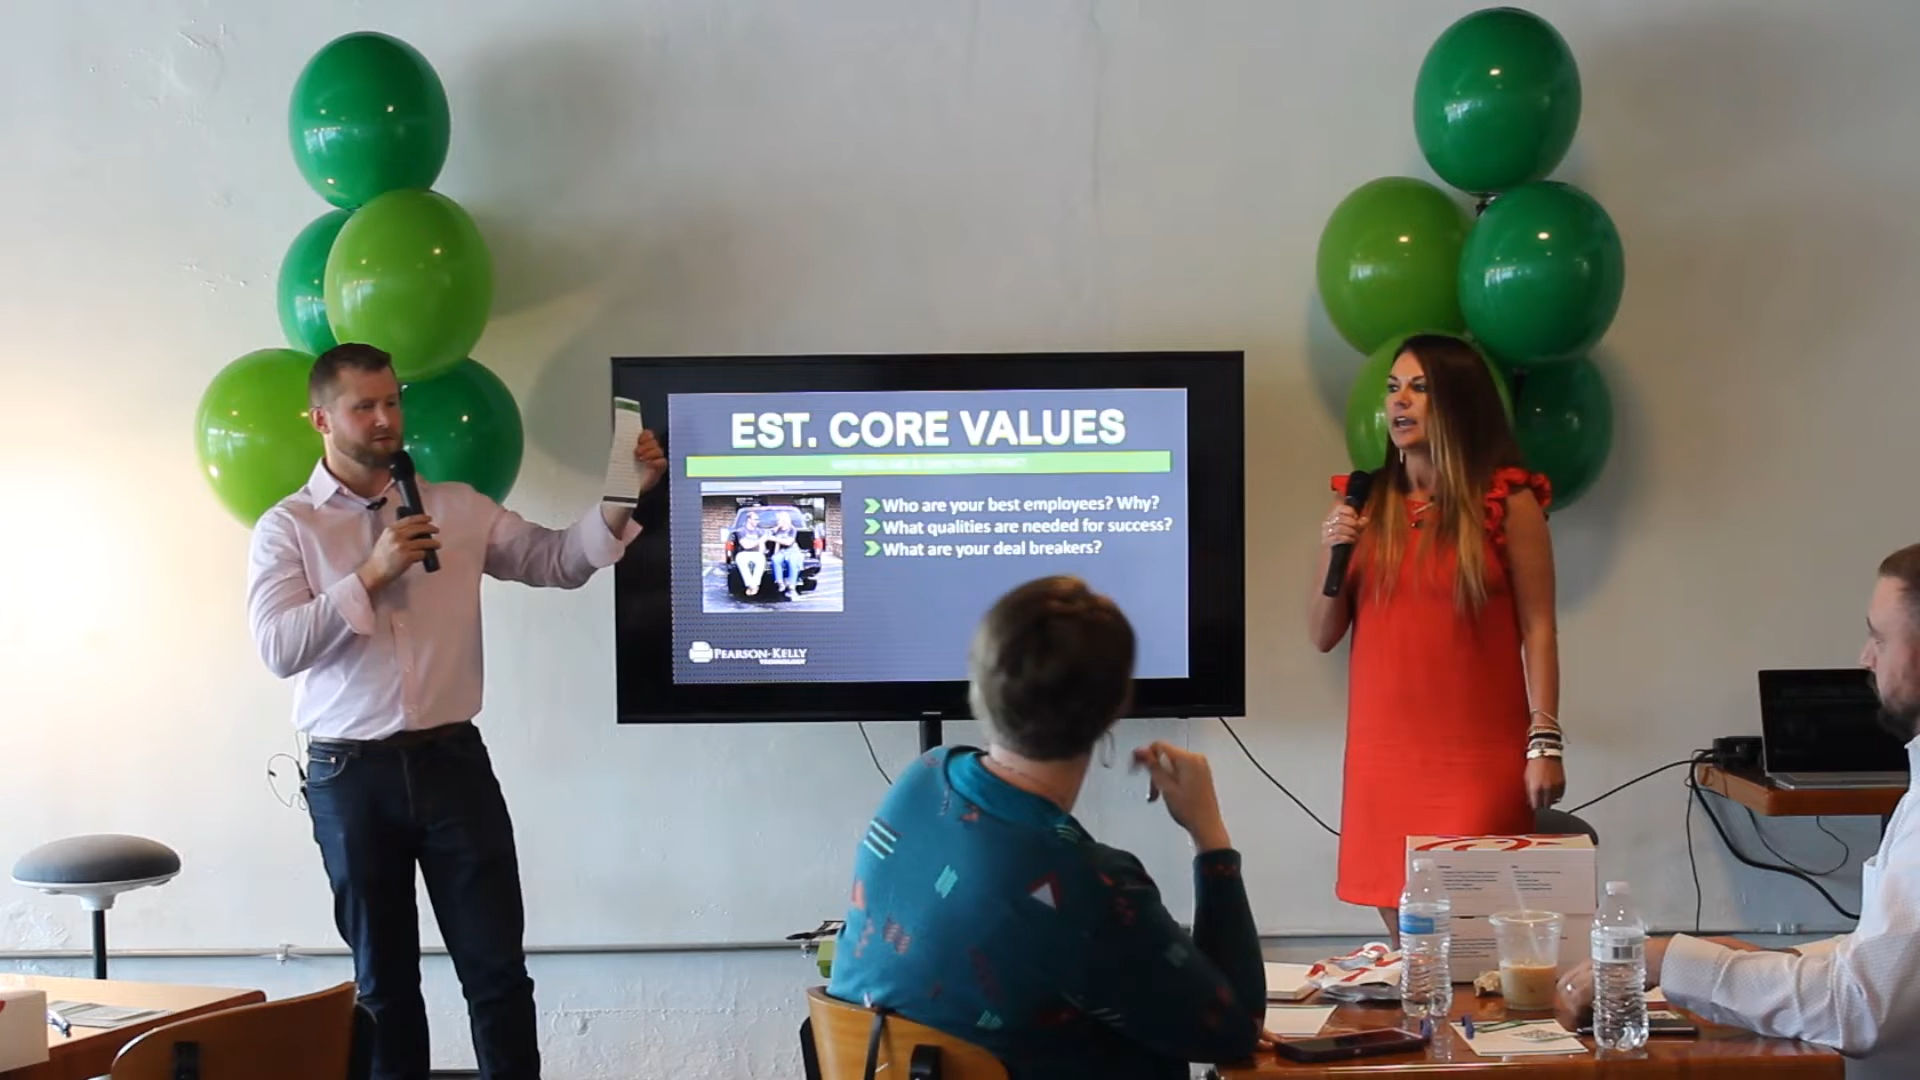 EST. CORE VALUES
Who are your best employees? Why?
What qualities are needed for success?
What are your deal breakers?
PEARSON-KELLY
TECHNOLOGY